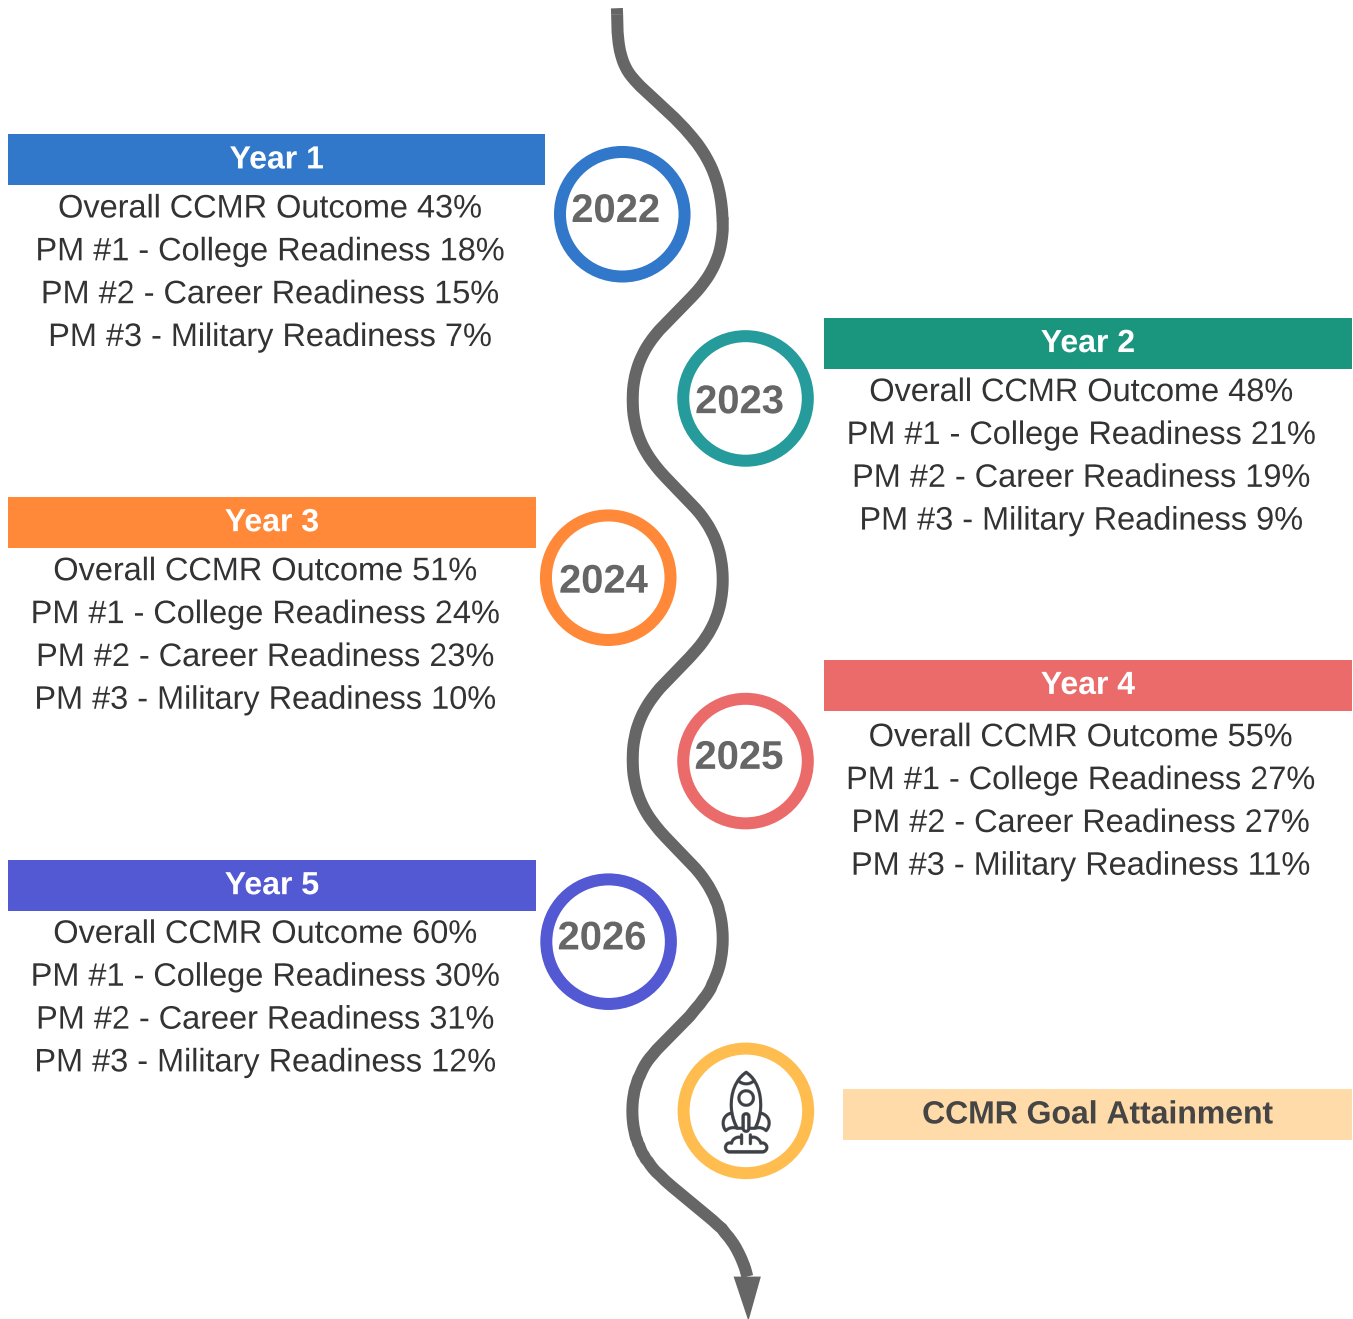 Year 1
2022
Overall CCMR Outcome 43%
PM #1 - College Readiness 18%
PM #2 - Career Readiness 15%
PM #3 - Military Readiness 7%
Year 2
2023
Overall CCMR Outcome 48%
PM #1 - College Readiness 21%
PM #2 - Career Readiness 19%
PM #3 - Military Readiness 9%
Year 3
2024
Overall CCMR Outcome 51%
PM #1 - College Readiness 24%
PM #2 - Career Readiness 23%
PM #3 - Military Readiness 10%
Year 4
2025
Overall CCMR Outcome 55%
PM #1 - College Readiness 27%
PM #2 - Career Readiness 27%
PM #3 - Military Readiness 11%
Year 5
2026
Overall CCMR Outcome 60%
PM #1 - College Readiness 30%
PM #2 - Career Readiness 31%
PM #3 - Military Readiness 12%
CCMR Goal Attainment